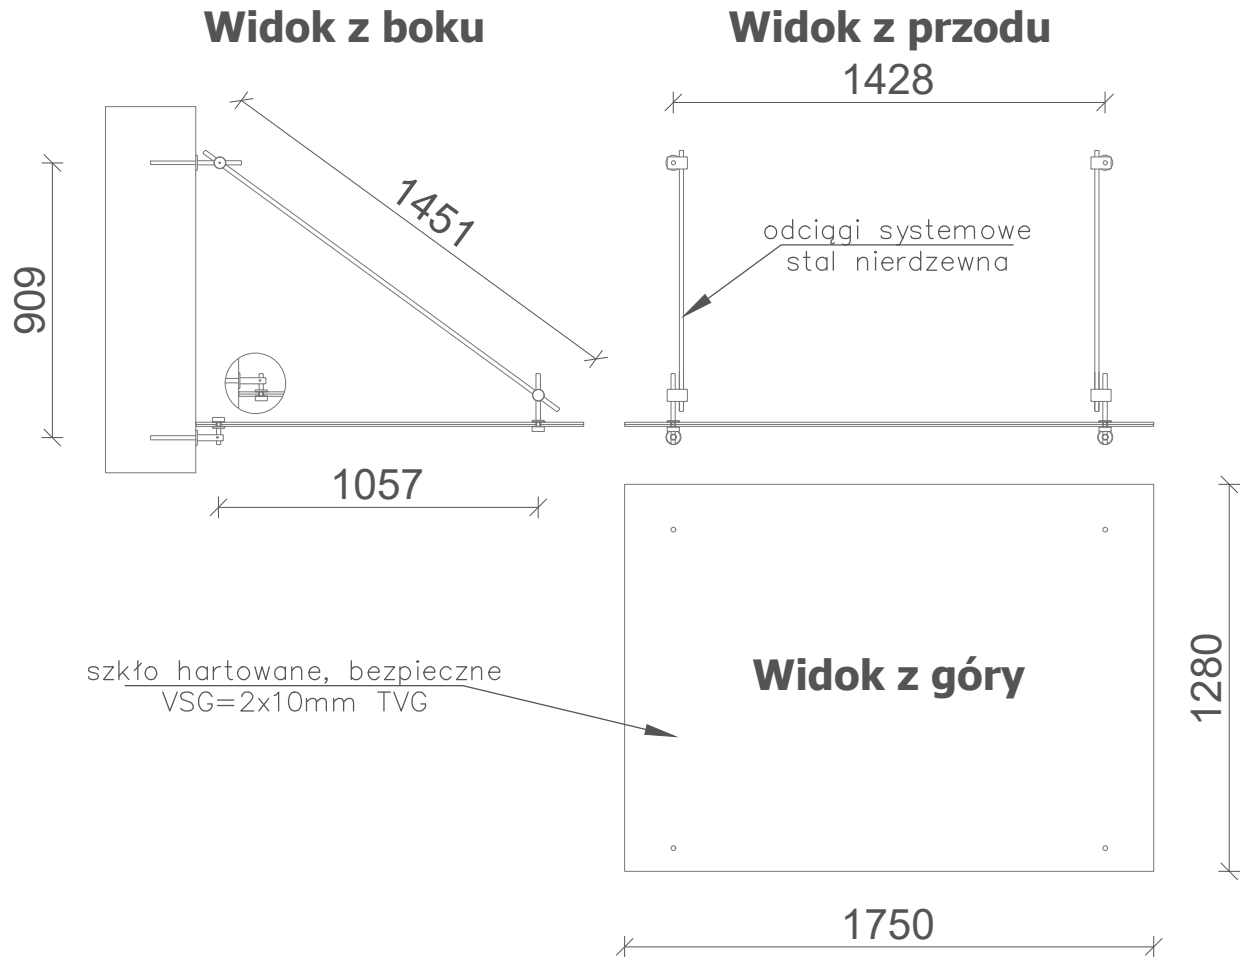 Widok z boku
Widok z przodu
1428
1451
909
odciągi systemowe
stal nierdzewna
1057
szkło hartowane, bezpieczne
VSG=2x10mm TVG
Widok z góry
1280
1750